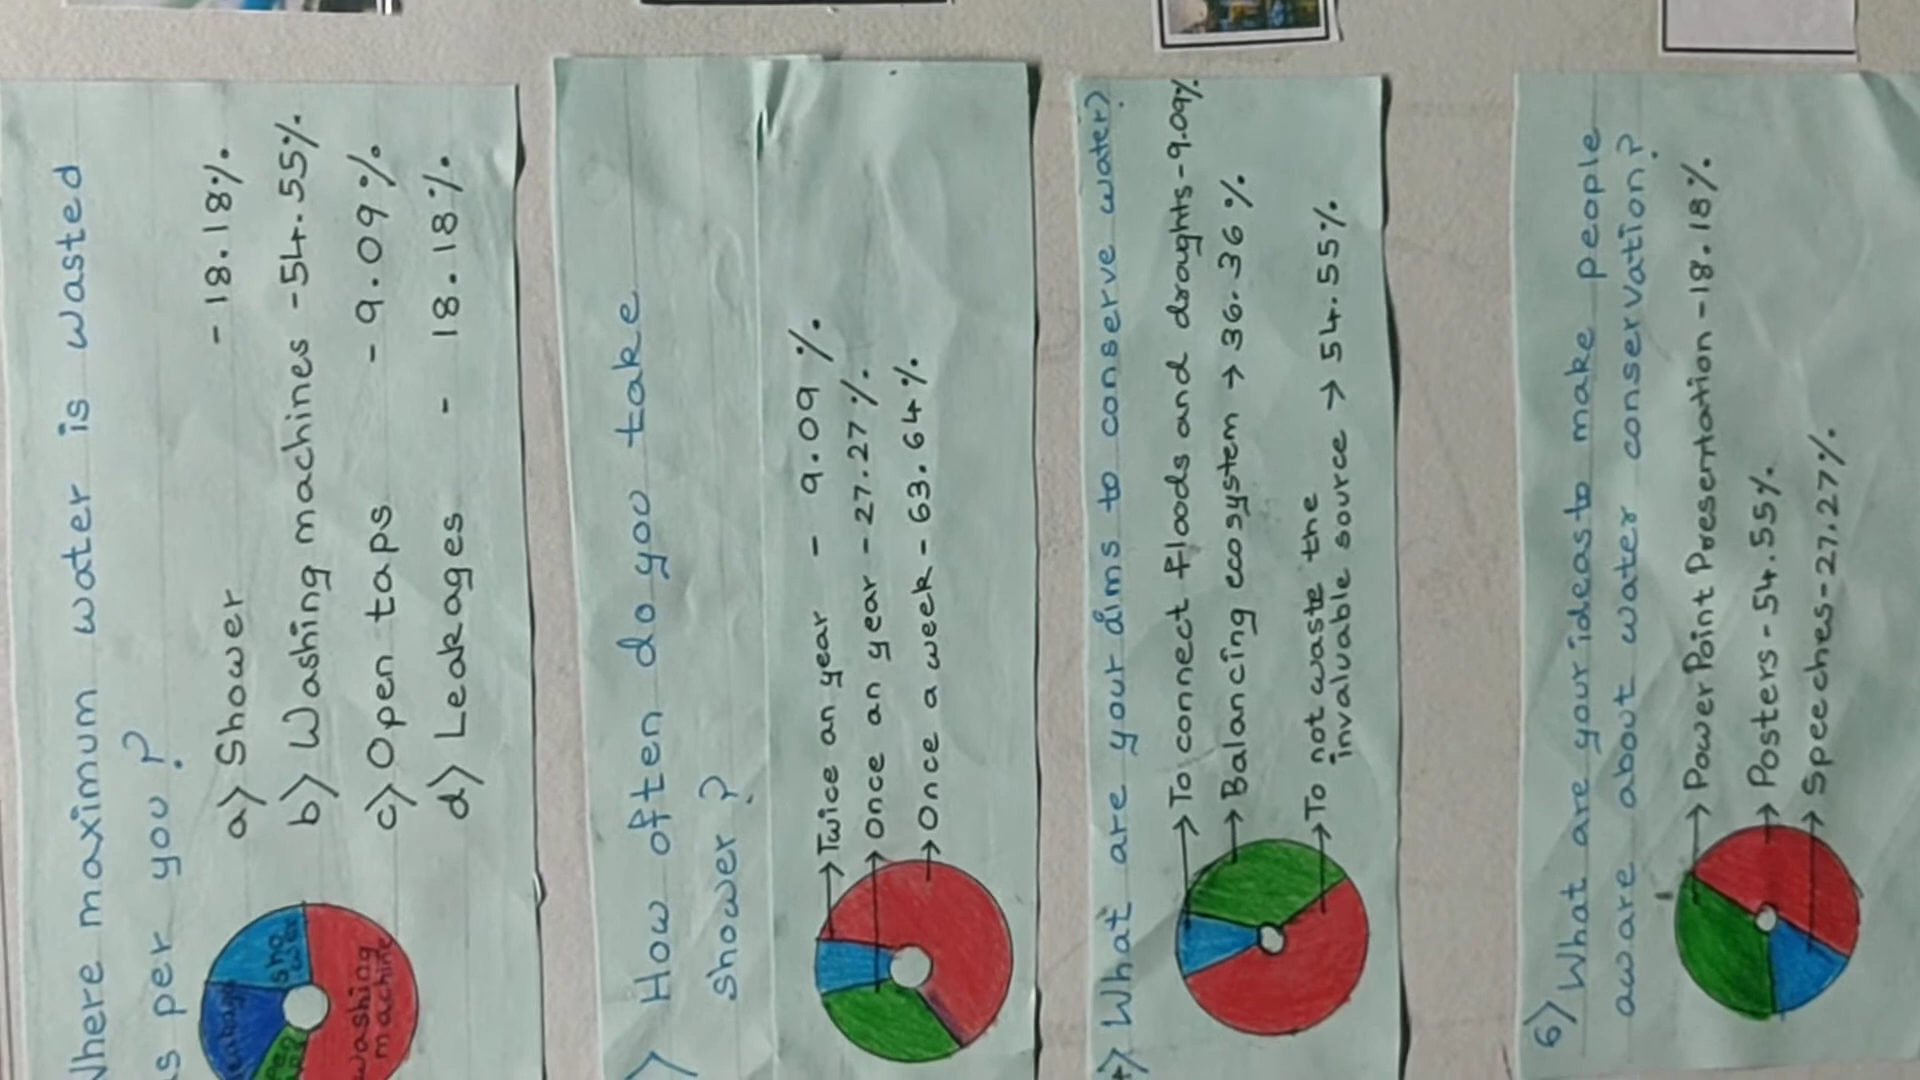 Where maximum water is wasted
as per you?
a) Shower - 18.18%.
b) Washing machines - 54.55%.
c) Open taps - 9.09%.
d) Leakages - 18.18%.
sho
wer
washing
machine
) How often do you take
shower?
→ Twice an year - 9.09%.
→ Once an year - 27.27%.
→ Once a week - 63.64%.
) What are your aims to conserve water?
→ To connect floods and droughts - 9.09%
→ Balancing ecosystem → 36.36%.
→ To not waste the
invaluable source → 54.55%.
6) What are your ideas to make people
aware about water conservation?
→ PowerPoint Presentation - 18.18%.
→ Posters - 54.55%.
→ Speeches - 27.27%.